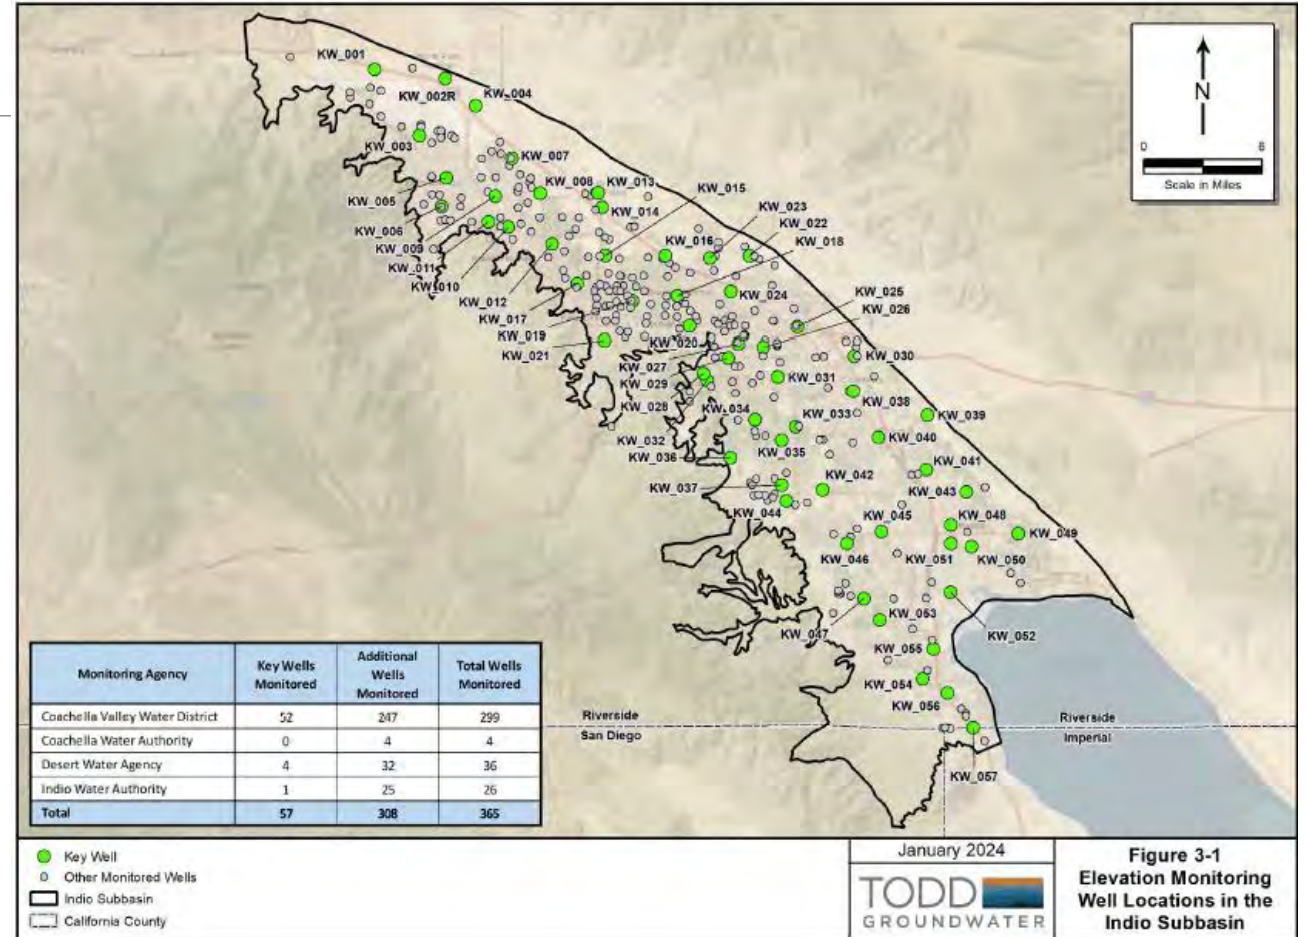 KW_001
KW_002R
KW_004
KW_003
KW_007
KW_005
KW_008
KW_013
KW_015
KW_014
KW_023
KW_022
KW_006
KW_009
KW_016
KW_018
KW_011
KW_010
KW_012
KW_024
KW_025
KW_026
KW_017
KW_019
KW_020
KW_021
KW_030
KW_027
KW_029
KW_031
KW_038
KW_028
KW_034
KW_033
KW_039
KW_032
KW_040
KW_036
KW_035
KW_041
KW_037
KW_042
KW_043
KW_044
KW_045
KW_048
KW_049
KW_046
KW_051
KW_050
KW_047
KW_053
KW_052
KW_055
KW_054
KW_056
KW_057
N
0 6
Scale in Miles
Riverside
San Diego
Riverside
Imperial
Monitoring Agency Key Wells Monitored Additional Wells Monitored Total Wells Monitored
Coachella Valley Water District 52 247 299
Coachella Water Authority 0 4 4
Desert Water Agency 4 32 36
Indio Water Authority 1 25 26
Total 57 308 365
Key Well
Other Monitored Wells
Indio Subbasin
California County
January 2024
TODD
GROUNDWATER
Figure 3-1
Elevation Monitoring
Well Locations in the
Indio Subbasin